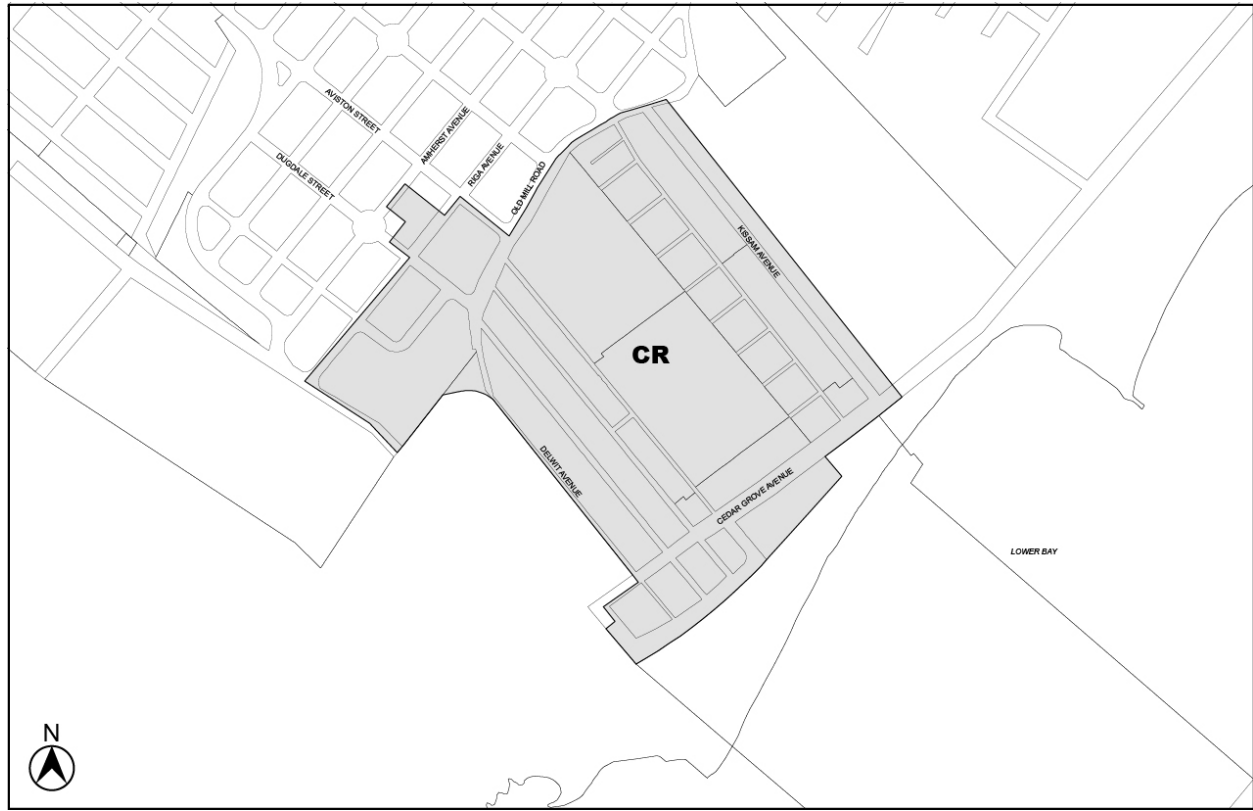 AVISTON STREET
AMHERST AVENUE
DUGDALE STREET
RIGA AVENUE
OLD MILL ROAD
KISSAM AVENUE
CR
DELWIT AVENUE
CEDAR GROVE AVENUE
LOWER BAY
N